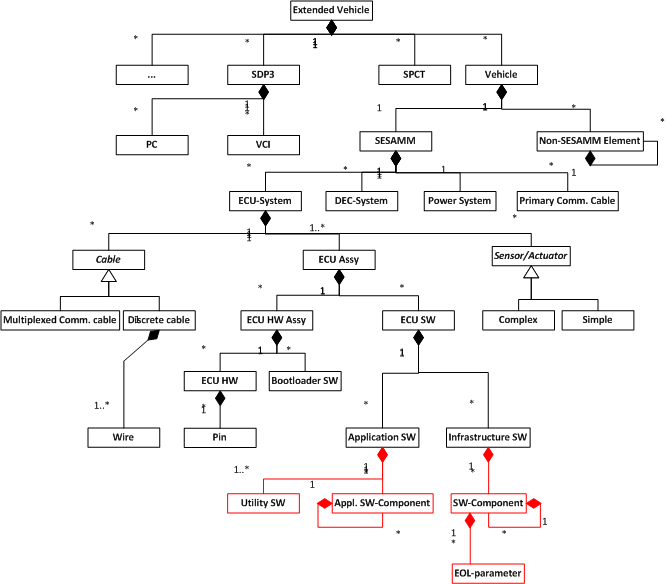 Extended Vehicle
* * 1 * *
... SDP3 SPCT Vehicle
* 1 * 1 1 *
PC VCI SESAMM Non-SESAMM Element *
* * 1 1 * 1
ECU-System DEC-System Power System Primary Comm. Cable
* 1 1..* *
Cable ECU Assy Sensor/Actuator
* 1 *
Multiplexed Comm. cable Discrete cable ECU HW Assy ECU SW Complex Simple
* 1 * 1
ECU HW Bootloader SW
1..* * 1 * *
Wire Pin Application SW Infrastructure SW
1..* 1 1 1 *
Utility SW Appl. SW-Component SW-Component
* 1 * 1
*
EOL-parameter